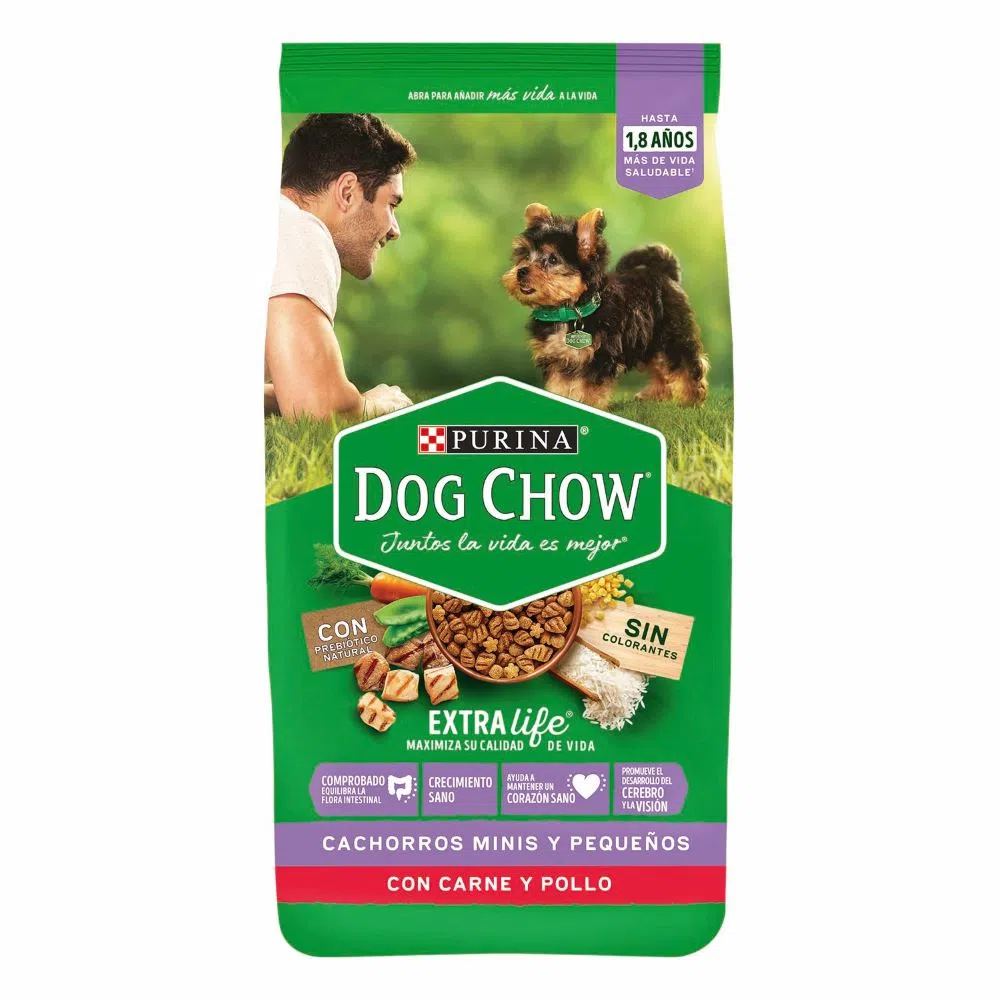 ABRA PARA AÑADIR más vida A LA VIDA
HASTA
1,8 AÑOS
MÁS DE VIDA
SALUDABLE¹
DOG CHOW
PURINA®
DOG CHOW®
Juntos la vida es mejor®
CON
PREBIÓTICO
NATURAL
SIN
COLORANTES
EXTRA life®
MAXIMIZA SU CALIDAD DE VIDA
COMPROBADO
EQUILIBRA LA
FLORA INTESTINAL
CRECIMIENTO
SANO
AYUDA A
MANTENER UN
CORAZÓN SANO
PROMUEVE EL
DESARROLLO DEL
CEREBRO
Y LA VISIÓN
CACHORROS MINIS Y PEQUEÑOS
CON CARNE Y POLLO